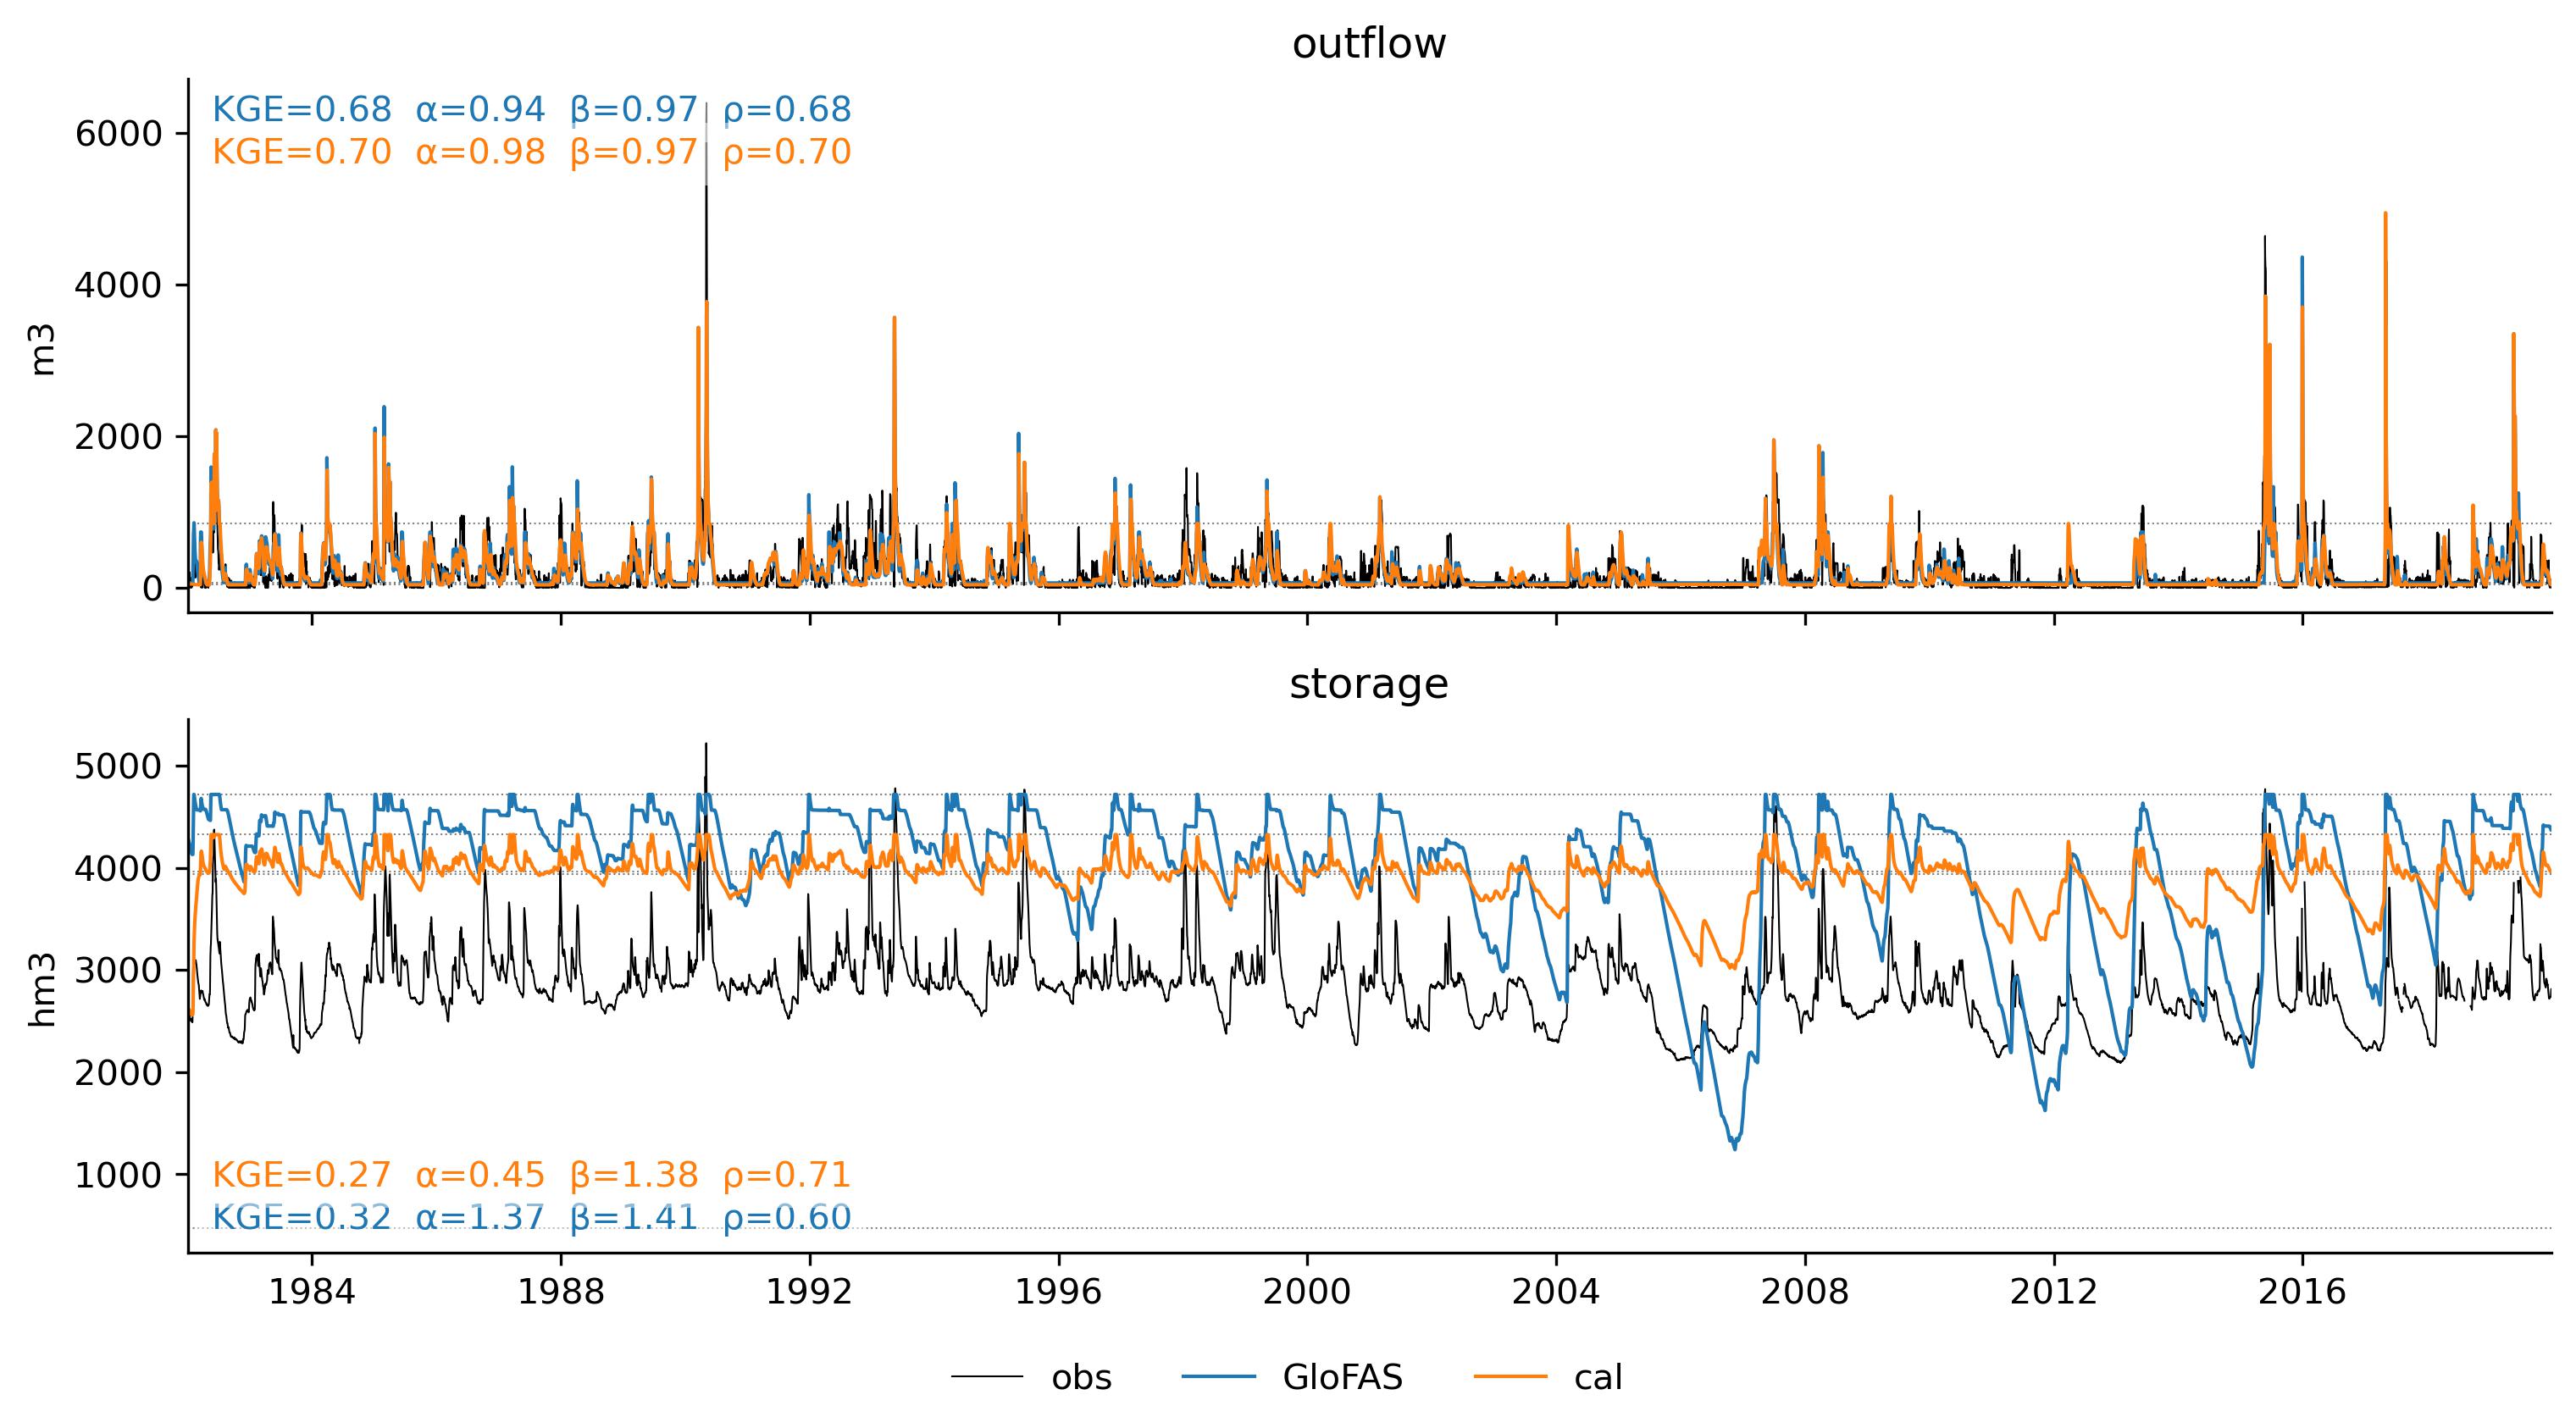 outflow
KGE=0.68 α=0.94 β=0.97 ρ=0.68
KGE=0.70 α=0.98 β=0.97 ρ=0.70
6000
4000
2000
0
m3
storage
5000
4000
3000
2000
1000
hm3
KGE=0.27 α=0.45 β=1.38 ρ=0.71
KGE=0.32 α=1.37 β=1.41 ρ=0.60
1984 1988 1992 1996 2000 2004 2008 2012 2016
obs GloFAS cal